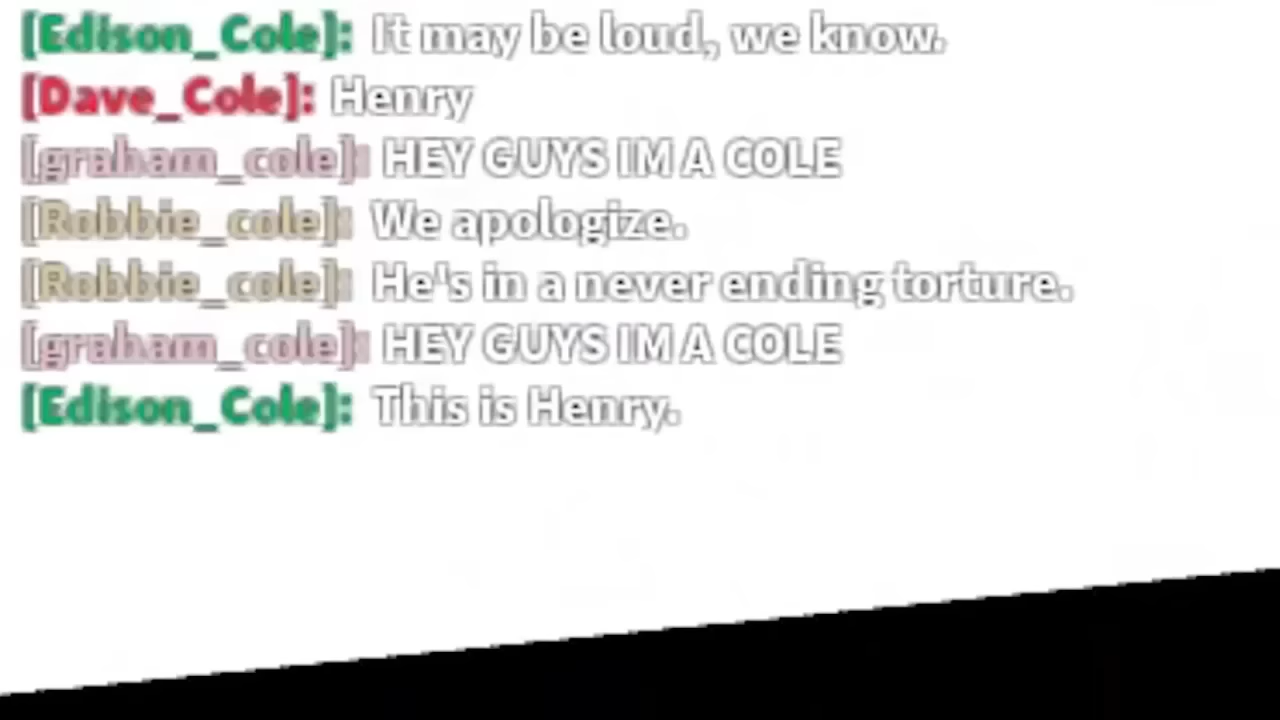 [Edison_Cole]: It may be loud, we know.
[Dave_Cole]: Henry
[graham_cole]: HEY GUYS IM A COLE
[Robbie_cole]: We apologize.
[Robbie_cole]: He's in a never ending torture.
[graham_cole]: HEY GUYS IM A COLE
[Edison_Cole]: This is Henry.